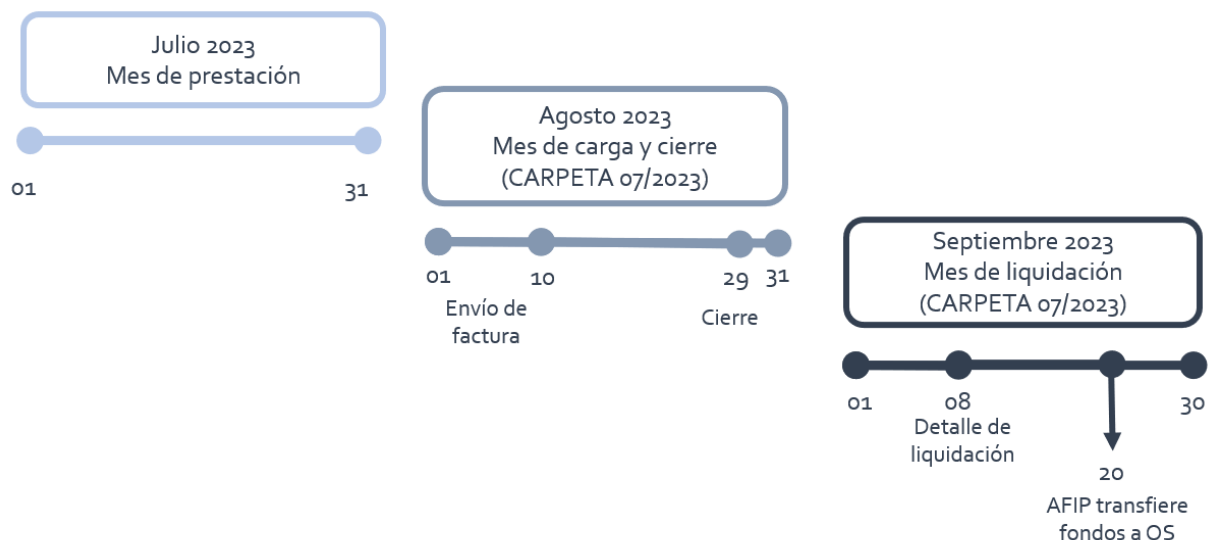 Julio 2023
Mes de prestación
01
31
Agosto 2023
Mes de carga y cierre
(CARPETA 07/2023)
01
10
29
31
Envío de
factura
Cierre
Septiembre 2023
Mes de liquidación
(CARPETA 07/2023)
01
08
30
Detalle de
liquidación
20
AFIP transfiere
fondos a OS